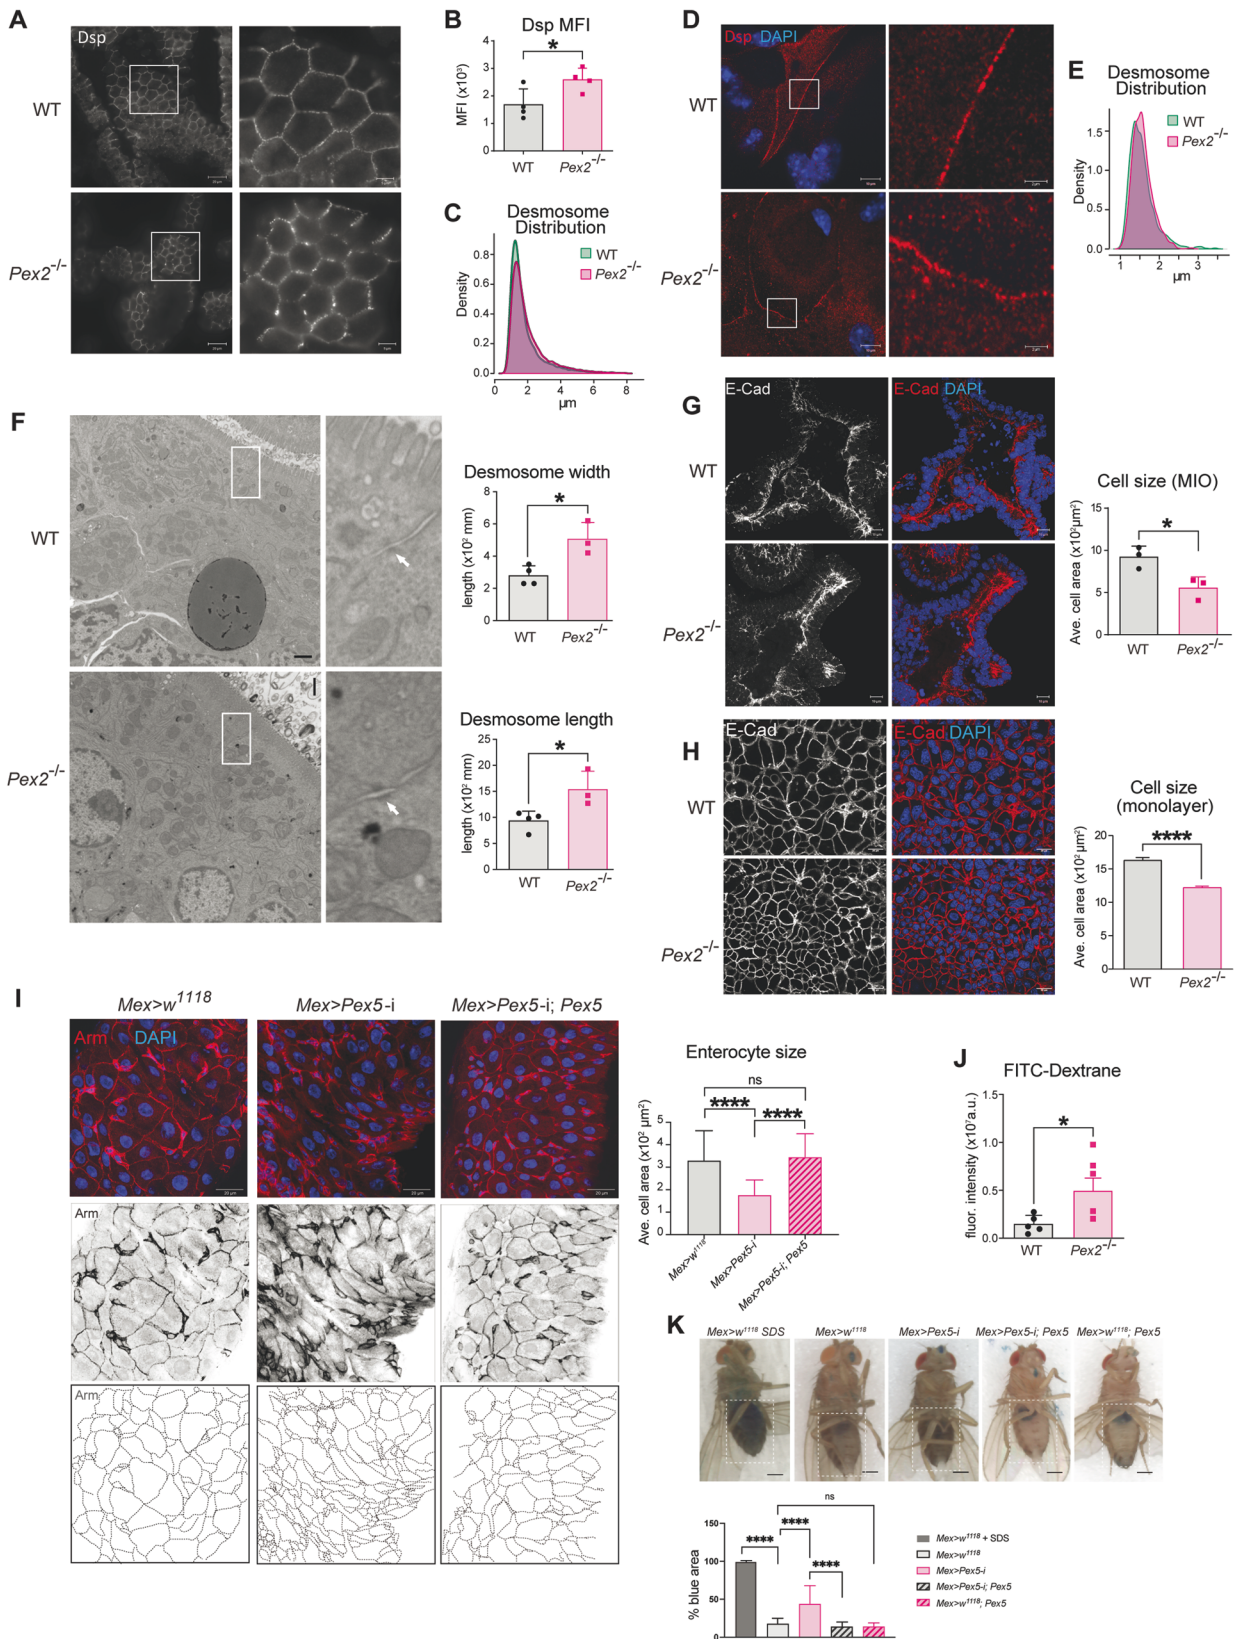 A
Dsp
WT
Pex2-/-
B
Dsp MFI
*
MFI (x10³)
4
3
2
1
0
WT
Pex2-/-
C
Desmosome
Distribution
WT
Pex2-/-
Density
0.8
0.6
0.4
0.2
0.0
0
2
4
6
8
µm
D
Dsp DAPI
WT
Pex2-/-
E
Desmosome
Distribution
WT
Pex2-/-
Density
1.5
1.0
0.5
0.0
1
2
3
µm
F
WT
Pex2-/-
Desmosome width
*
length (x10² mm)
8
6
4
2
0
WT
Pex2-/-
Desmosome length
*
length (x10² mm)
25
20
15
10
5
0
WT
Pex2-/-
G
E-Cad
E-Cad DAPI
WT
Pex2-/-
Cell size (MIO)
*
Ave. cell area (x10²µm²)
15
10
5
0
WT
Pex2-/-
H
E-Cad
E-Cad DAPI
WT
Pex2-/-
Cell size
(monolayer)
****
Ave. cell area (x10² µm²)
20
15
10
5
0
WT
Pex2-/-
I
Mex>w1118
Mex>Pex5-i
Mex>Pex5-i; Pex5
Arm DAPI
20 µm
20 µm
20 µm
Arm
Arm
Enterocyte size
ns
**** ****
Ave. cell area (x10² µm²)
5
4
3
2
1
0
Mex>w1118
Mex>Pex5-i
Mex>Pex5-i; Pex5
J
FITC-Dextrane
*
fluor. intensity (x10⁷a.u.)
1.5
1.0
0.5
0.0
WT
Pex2-/-
K
Mex>w1118 SDS
Mex>w1118
Mex>Pex5-i
Mex>Pex5-i; Pex5
Mex>w1118; Pex5
ns
****
****
****
% blue area
150
100
50
0
Mex>w1118 + SDS
Mex>w1118
Mex>Pex5-i
Mex>Pex5-i; Pex5
Mex>w1118; Pex5